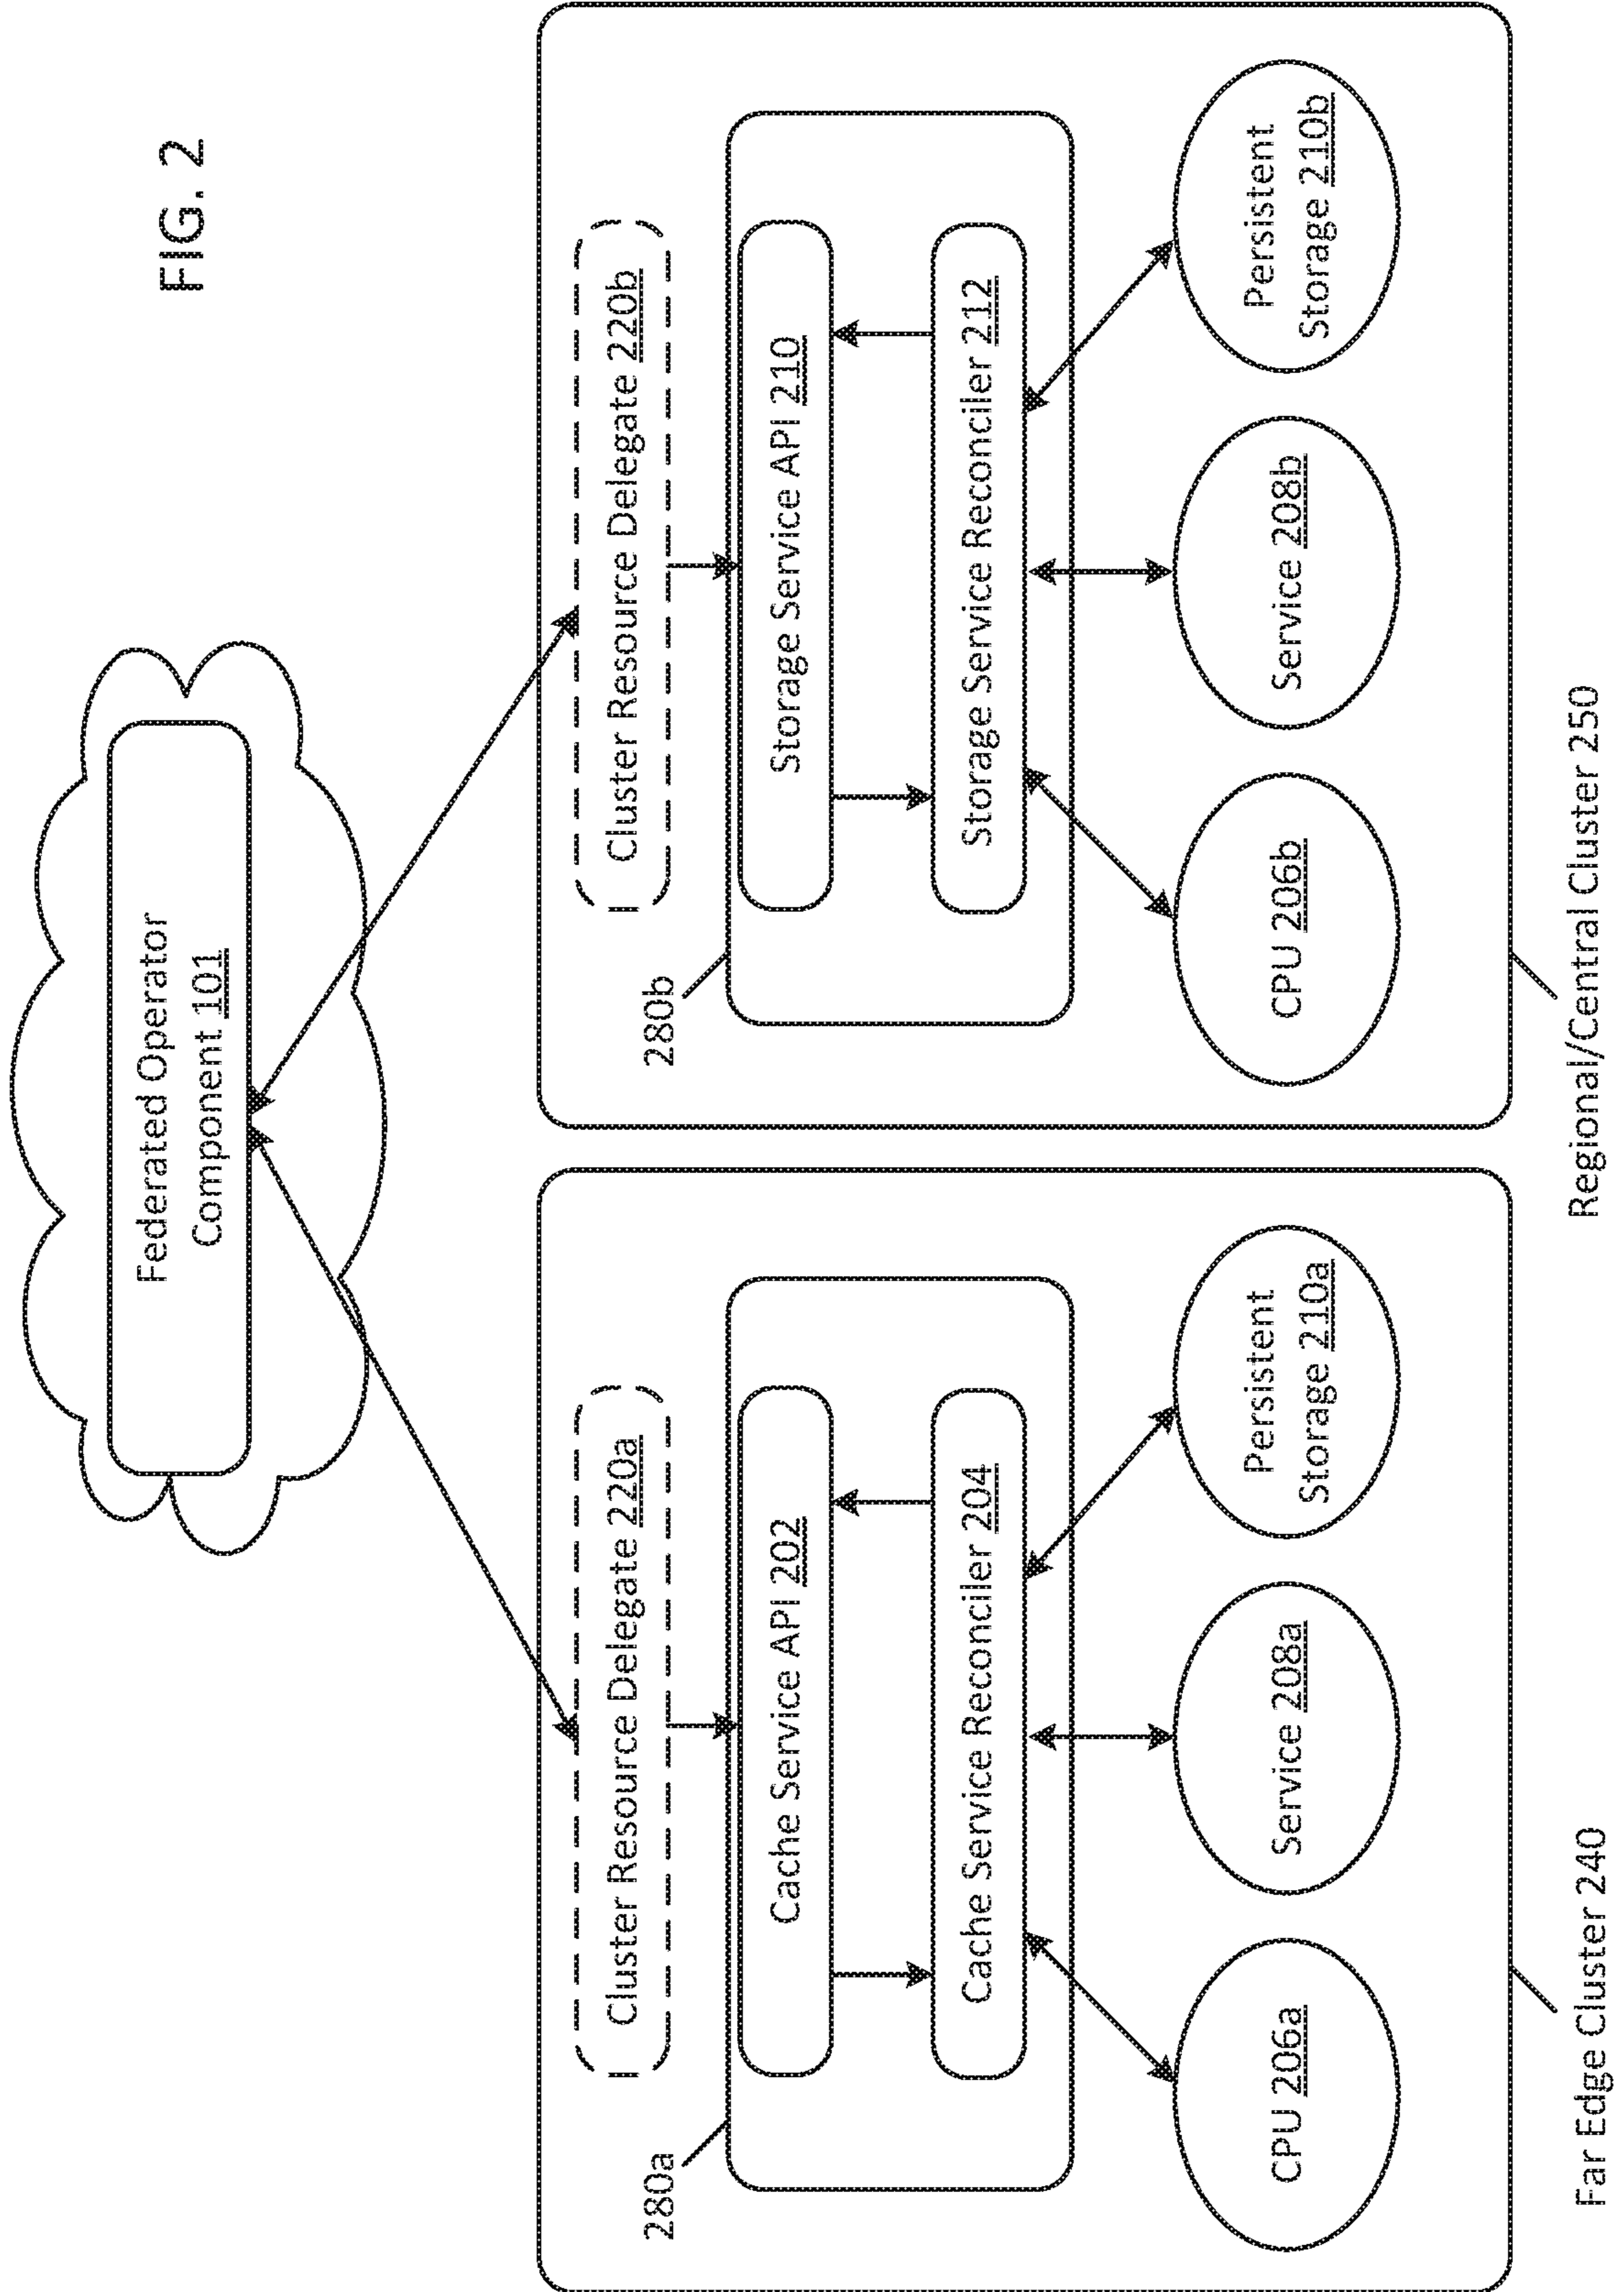 FIG. 2
Federated Operator
Component 101
Cluster Resource Delegate 220a
280a
Cache Service API 202
Cache Service Reconciler 204
CPU 206a
Service 208a
Persistent
Storage 210a
Far Edge Cluster 240
Cluster Resource Delegate 220b
280b
Storage Service API 210
Storage Service Reconciler 212
CPU 206b
Service 208b
Persistent
Storage 210b
Regional/Central Cluster 250